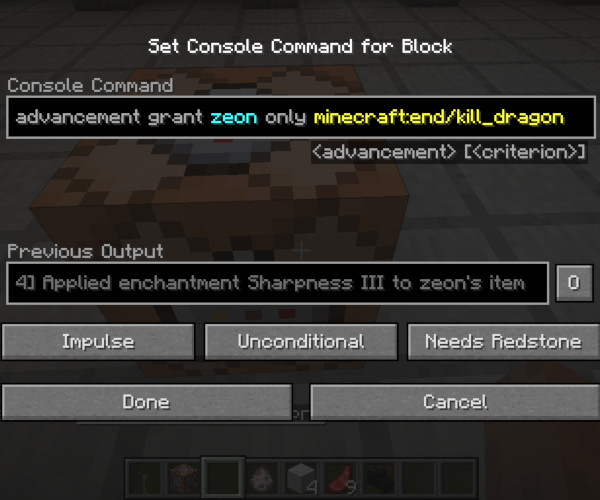 Set Console Command for Block
Console Command
advancement grant zeon only minecraft:end/kill_dragon
<advancement> [<criterion>]
Previous Output
4] Applied enchantment Sharpness III to zeon's item
O
Impulse
Unconditional
Needs Redstone
Done
Cancel
4
9